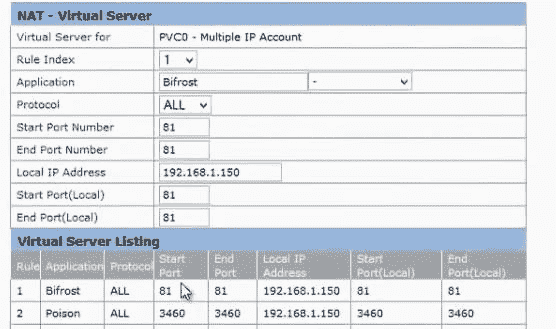 NAT - Virtual Server
Virtual Server for PVC0 - Multiple IP Account
Rule Index 1
Application Bifrost -
Protocol ALL
Start Port Number 81
End Port Number 81
Local IP Address 192.168.1.150
Start Port(Local) 81
End Port(Local) 81
Virtual Server Listing
Rule Application Protocol Start Port End Port Local IP Address Start Port(Local) End Port(Local)
1 Bifrost ALL 81 81 192.168.1.150 81 81
2 Poison ALL 3460 3460 192.168.1.150 3460 3460